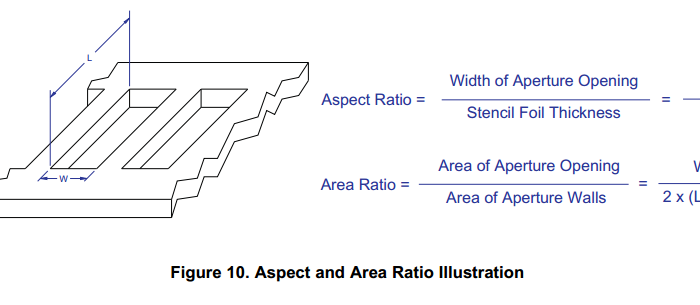 L
W
Aspect Ratio = Width of Aperture Opening =
Stencil Foil Thickness
Area Ratio = Area of Aperture Opening =
Area of Aperture Walls 2 x (L
Figure 10. Aspect and Area Ratio Illustration